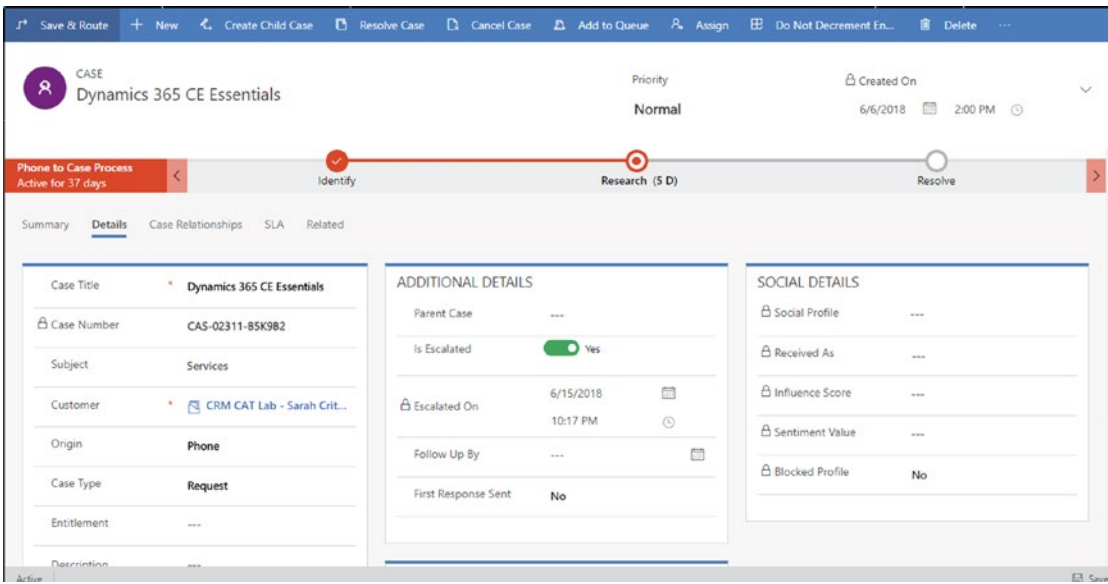 Save & Route New Create Child Case Resolve Case Cancel Case Add to Queue Assign Do Not Decrement En... Delete ...
CASE
Dynamics 365 CE Essentials
Priority
Normal
Created On
6/6/2018 2:00 PM
Phone to Case Process
Active for 37 days
Identify
Research (5 D)
Resolve
Summary Details Case Relationships SLA Related
Case Title * Dynamics 365 CE Essentials
Case Number CAS-02311-B5K9B2
Subject Services
Customer * CRM CAT Lab - Sarah Crit...
Origin Phone
Case Type Request
Entitlement ---
Description ---
ADDITIONAL DETAILS
Parent Case ---
Is Escalated Yes
Escalated On 6/15/2018
10:17 PM
Follow Up By ---
First Response Sent No
SOCIAL DETAILS
Social Profile ---
Received As ---
Influence Score ---
Sentiment Value ---
Blocked Profile No
Active
Save